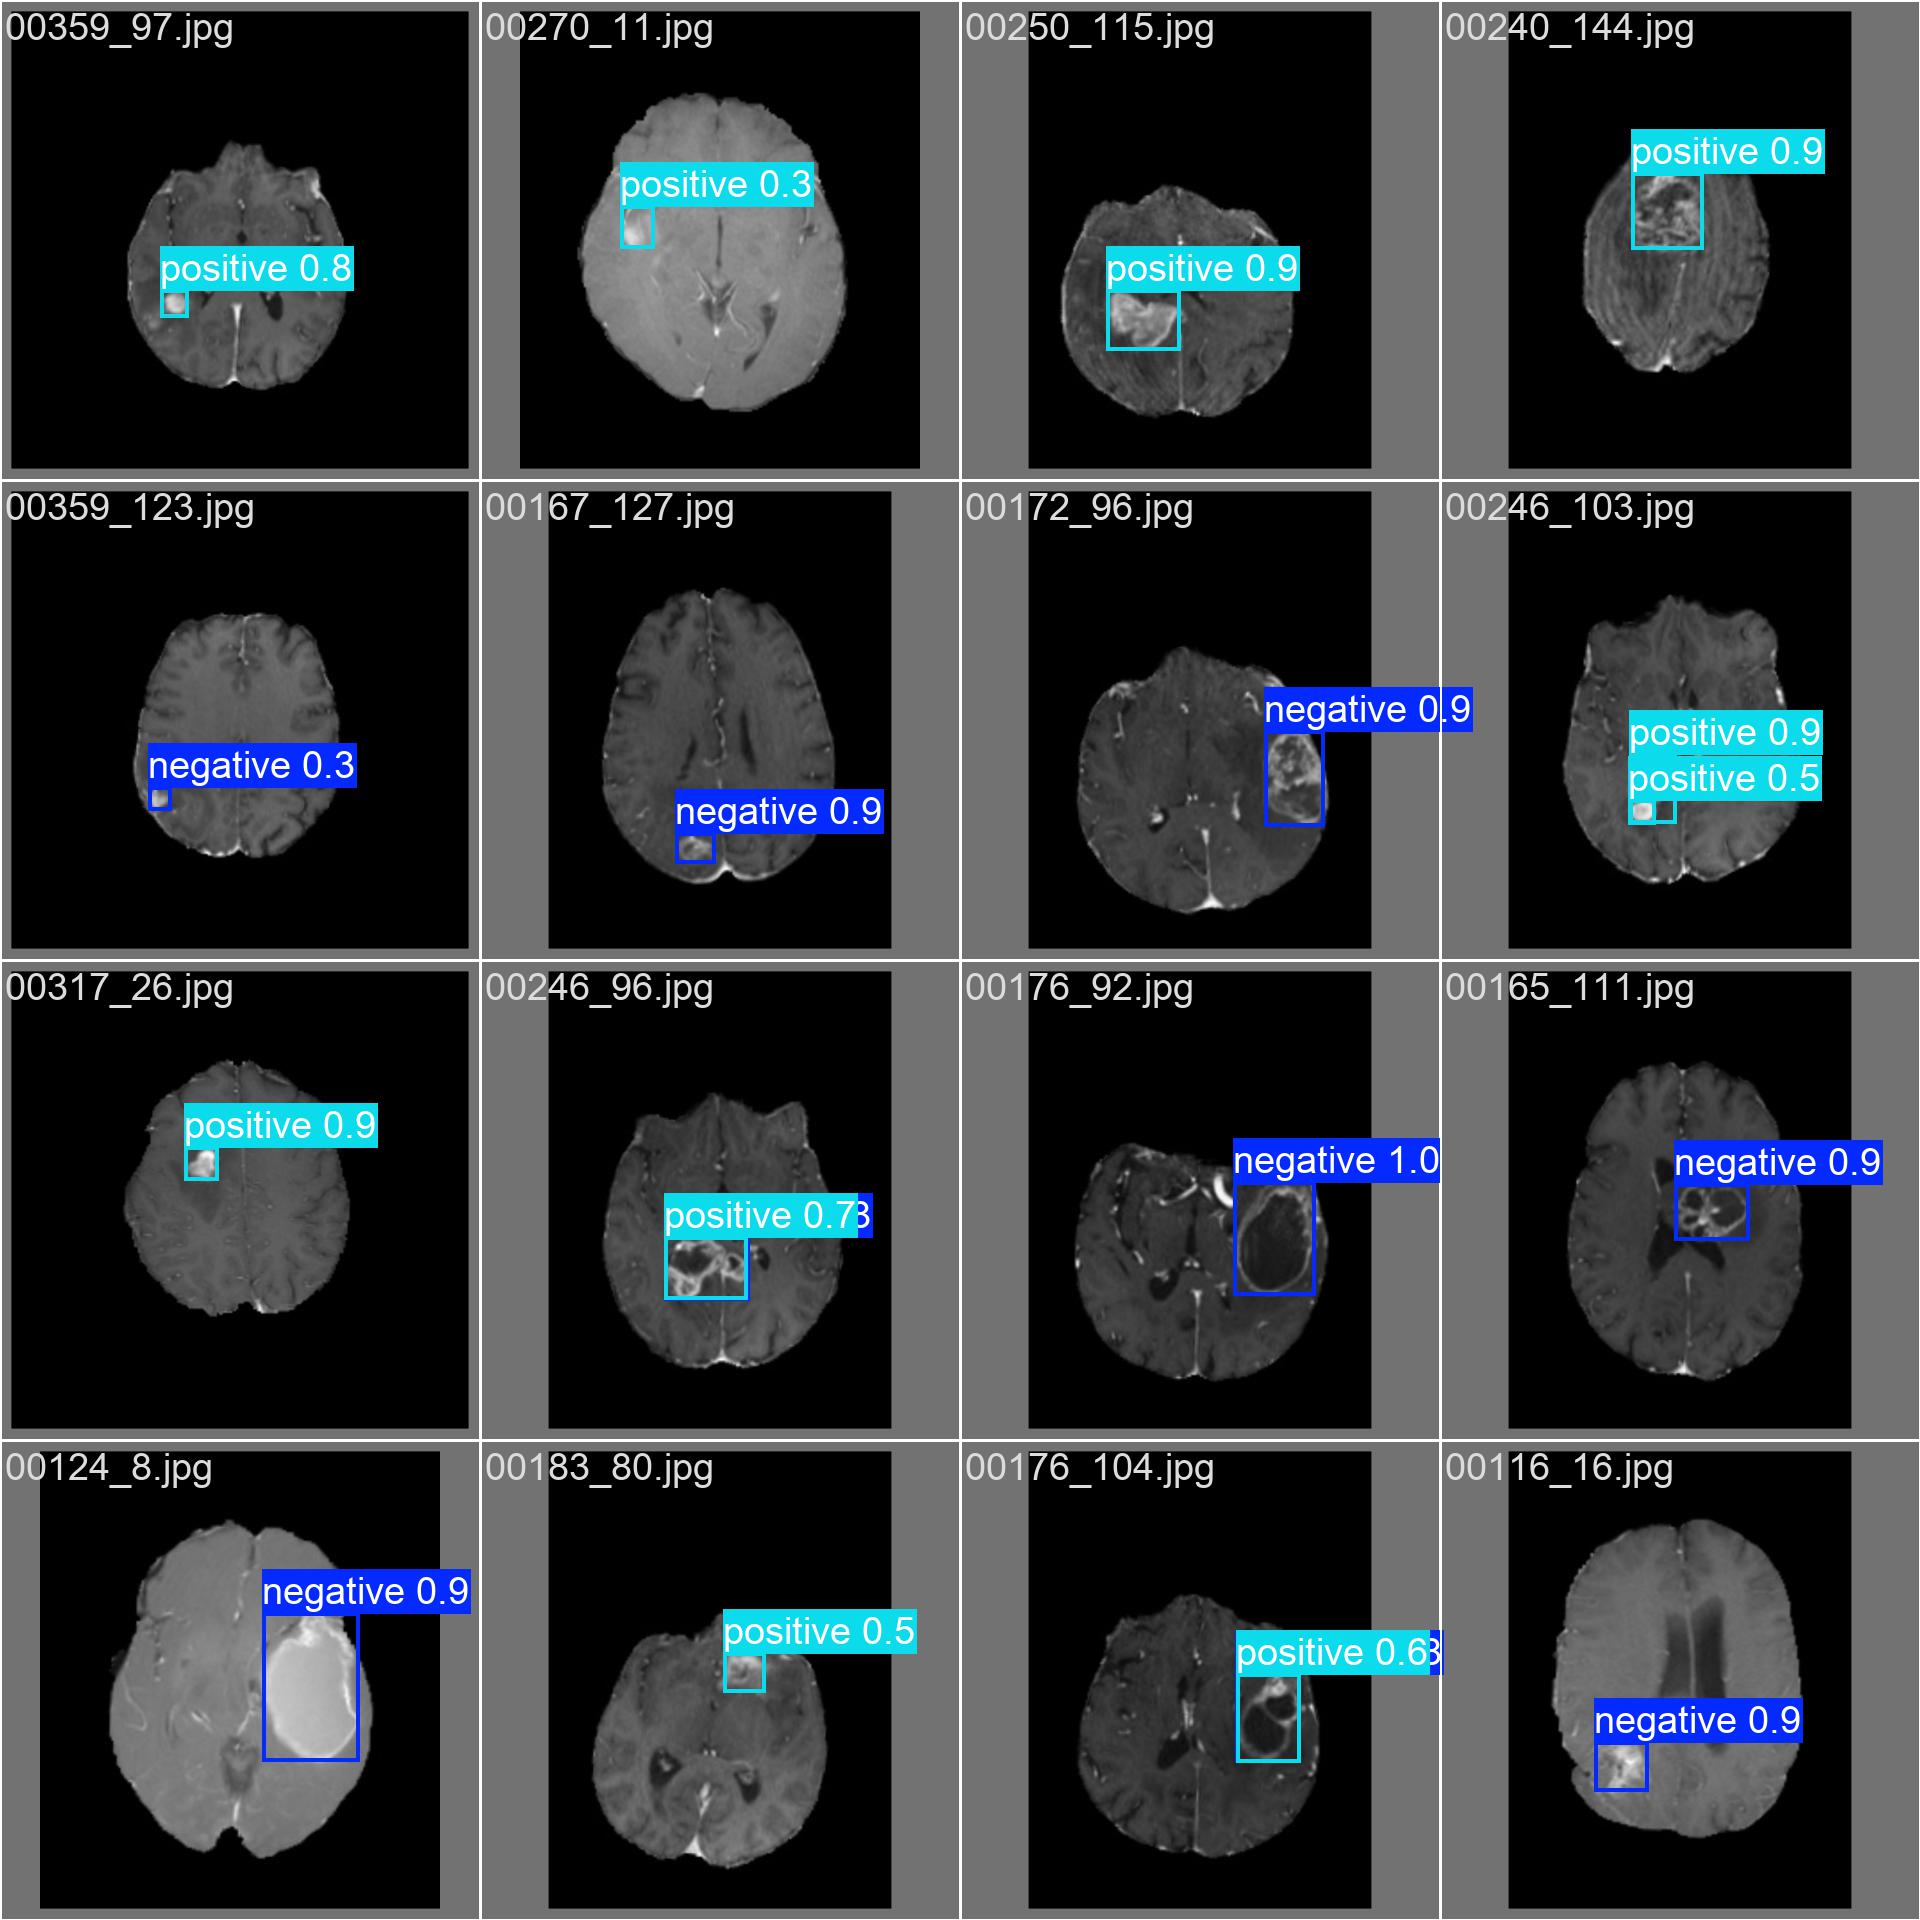 00359_97.jpg
positive 0.8
00270_11.jpg
positive 0.3
00250_115.jpg
positive 0.9
00240_144.jpg
positive 0.9
00359_123.jpg
negative 0.3
00167_127.jpg
negative 0.9
00172_96.jpg
negative 0.9
00246_103.jpg
positive 0.9
positive 0.5
00317_26.jpg
positive 0.9
00246_96.jpg
positive 0.7
3
00176_92.jpg
negative 1.0
00165_111.jpg
negative 0.9
00124_8.jpg
negative 0.9
00183_80.jpg
positive 0.5
00176_104.jpg
positive 0.6
3
00116_16.jpg
negative 0.9